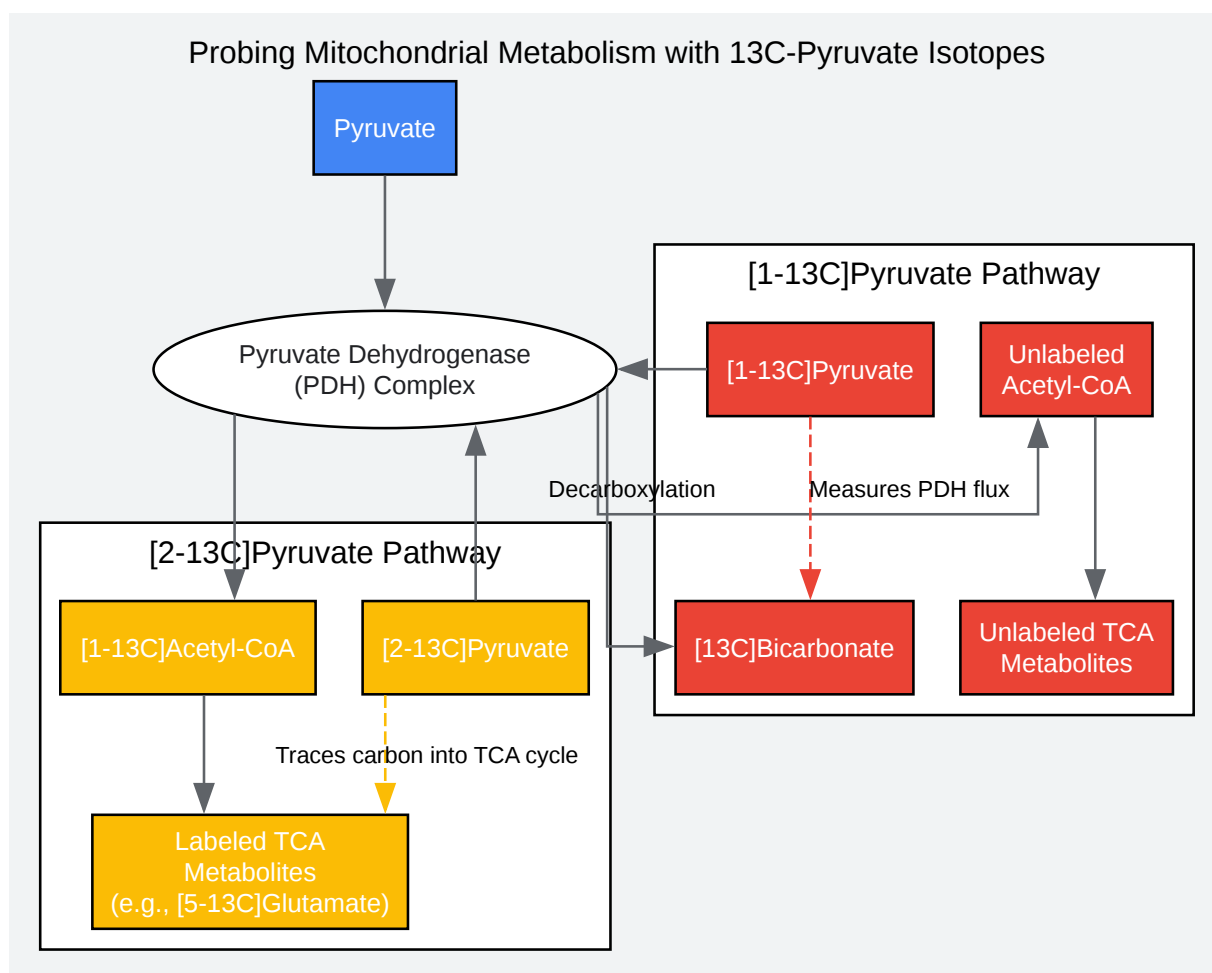 Probing Mitochondrial Metabolism with 13C-Pyruvate Isotopes
Pyruvate
Pyruvate Dehydrogenase
(PDH) Complex
[1-13C]Pyruvate Pathway
[1-13C]Pyruvate
Unlabeled
Acetyl-CoA
Decarboxylation
Measures PDH flux
[13C]Bicarbonate
Unlabeled TCA
Metabolites
[2-13C]Pyruvate Pathway
[1-13C]Acetyl-CoA
[2-13C]Pyruvate
Traces carbon into TCA cycle
Labeled TCA
Metabolites
(e.g., [5-13C]Glutamate)